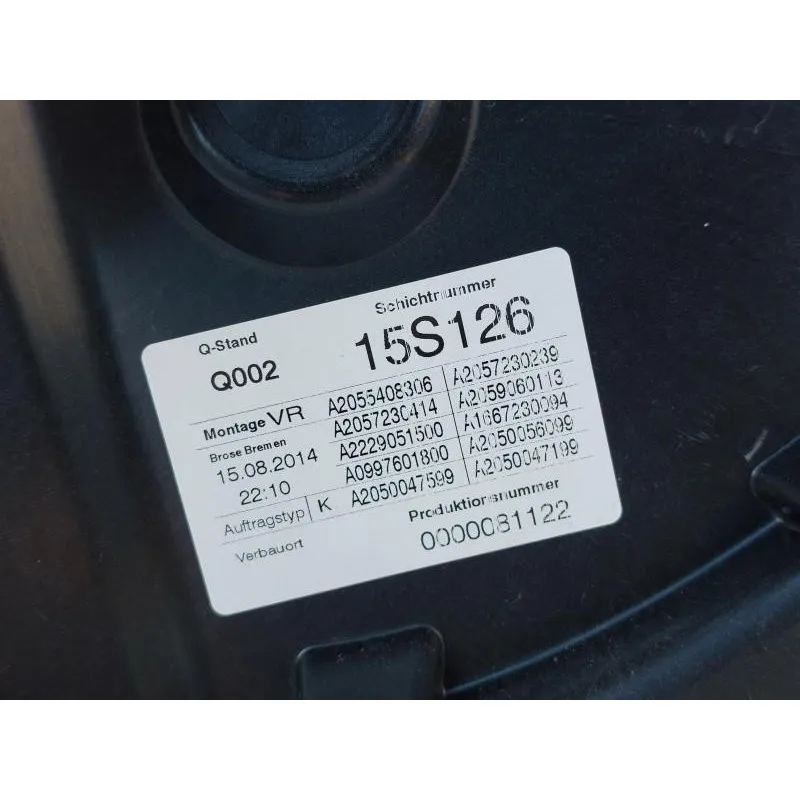 Q-Stand
Schichtnummer
Q002
15S126
Montage VR
A2055408306
A2057230239
A2057230414
A2059060113
Brose Bremen
A2229051500
A1667230094
15.08.2014
A0997601800
A2050056099
22:10
A2050047599
A2050047199
Auftragstyp
K
Produktionsnummer
Verbauort
0000081122